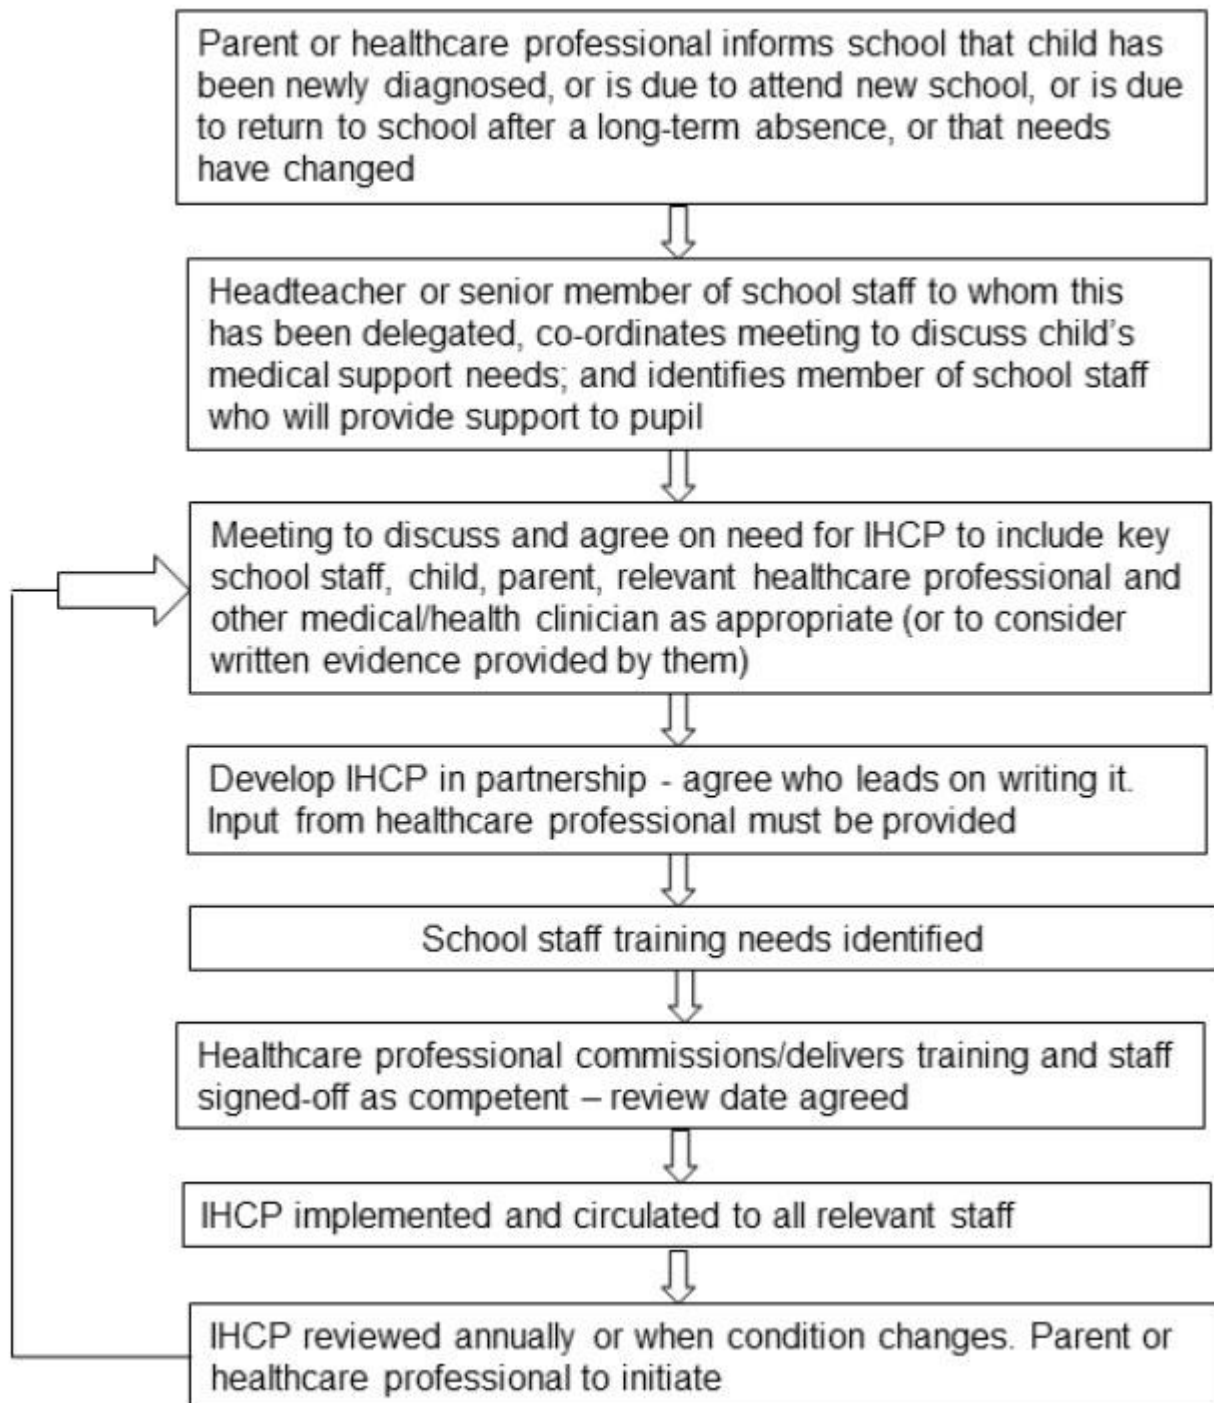 Parent or healthcare professional informs school that child has
been newly diagnosed, or is due to attend new school, or is due
to return to school after a long-term absence, or that needs
have changed
Headteacher or senior member of school staff to whom this
has been delegated, co-ordinates meeting to discuss child's
medical support needs; and identifies member of school staff
who will provide support to pupil
Meeting to discuss and agree on need for IHCP to include key
school staff, child, parent, relevant healthcare professional and
other medical/health clinician as appropriate (or to consider
written evidence provided by them)
Develop IHCP in partnership - agree who leads on writing it.
Input from healthcare professional must be provided
School staff training needs identified
Healthcare professional commissions/delivers training and staff
signed-off as competent – review date agreed
IHCP implemented and circulated to all relevant staff
IHCP reviewed annually or when condition changes. Parent or
healthcare professional to initiate